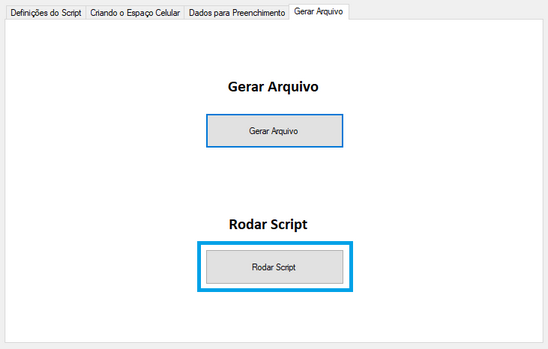 Definições do Script
Criando o Espaço Celular
Dados para Preenchimento
Gerar Arquivo
Gerar Arquivo
Gerar Arquivo
Rodar Script
Rodar Script